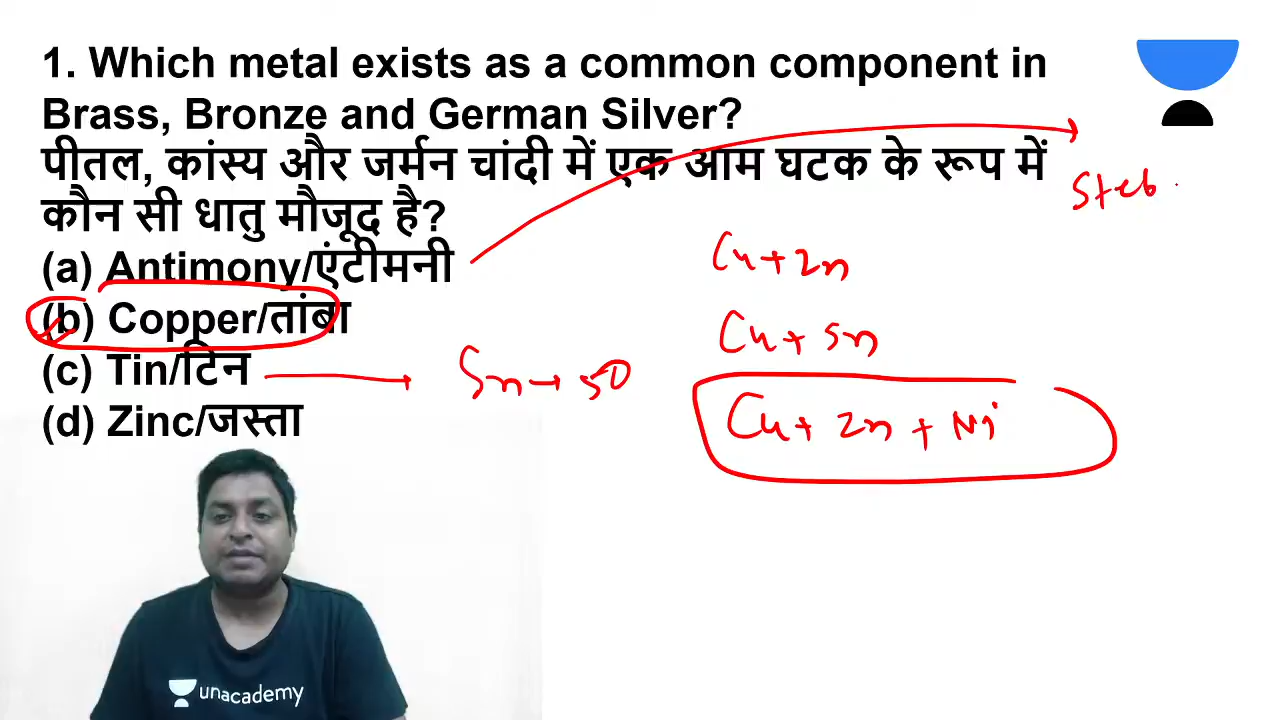 1. Which metal exists as a common component in
Brass, Bronze and German Silver?
पीतल, कांस्य और जर्मन चांदी में एक आम घटक के रूप में
कौन सी धातु मौजूद है?
(a) Antimony/एंटीमनी
(b) Copper/तांबा
(c) Tin/टिन
(d) Zinc/जस्ता
Cu + Zn
Cu + Sn
Sn → 50
Cu + Zn + Ni
unacademy